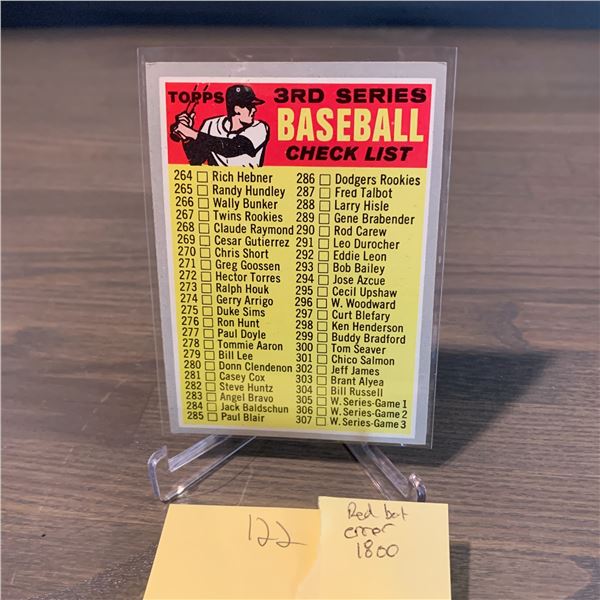 TOPPS 3RD SERIES
BASEBALL
CHECK LIST
264 Rich Hebner
265 Randy Hundley
266 Wally Bunker
267 Twins Rookies
268 Claude Raymond
269 Cesar Gutierrez
270 Chris Short
271 Greg Goossen
272 Hector Torres
273 Ralph Houk
274 Gerry Arrigo
275 Duke Sims
276 Ron Hunt
277 Paul Doyle
278 Tommie Aaron
279 Bill Lee
280 Donn Clendenon
281 Casey Cox
282 Steve Huntz
283 Angel Bravo
284 Jack Baldschun
285 Paul Blair
286 Dodgers Rookies
287 Fred Talbot
288 Larry Hisle
289 Gene Brabender
290 Rod Carew
291 Leo Durocher
292 Eddie Leon
293 Bob Bailey
294 Jose Azcue
295 Cecil Upshaw
296 W. Woodward
297 Curt Blefary
298 Ken Henderson
299 Buddy Bradford
300 Tom Seaver
301 Chico Salmon
302 Jeff James
303 Brant Alyea
304 Bill Russell
305 W. Series-Game 1
306 W. Series-Game 2
307 W. Series-Game 3
122
Red bat
error
1800